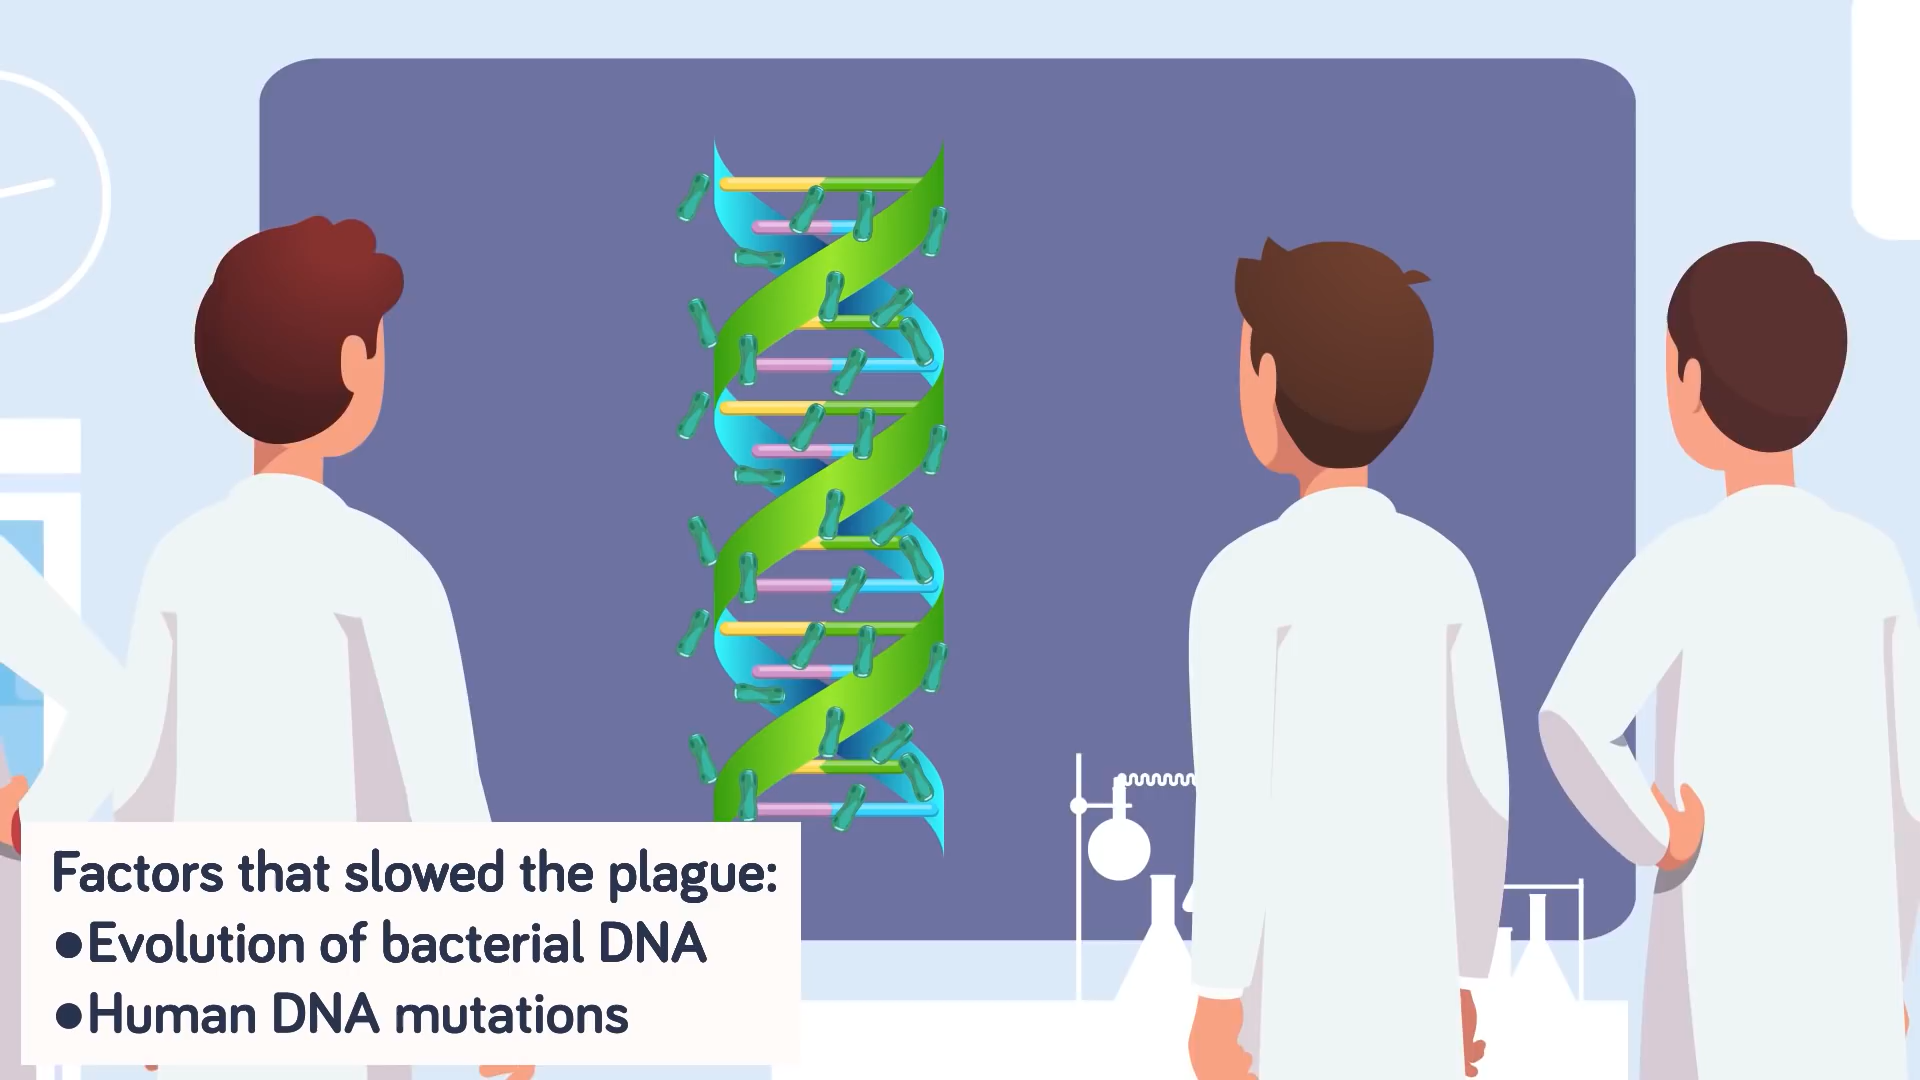 Factors that slowed the plague:
●Evolution of bacterial DNA
●Human DNA mutations